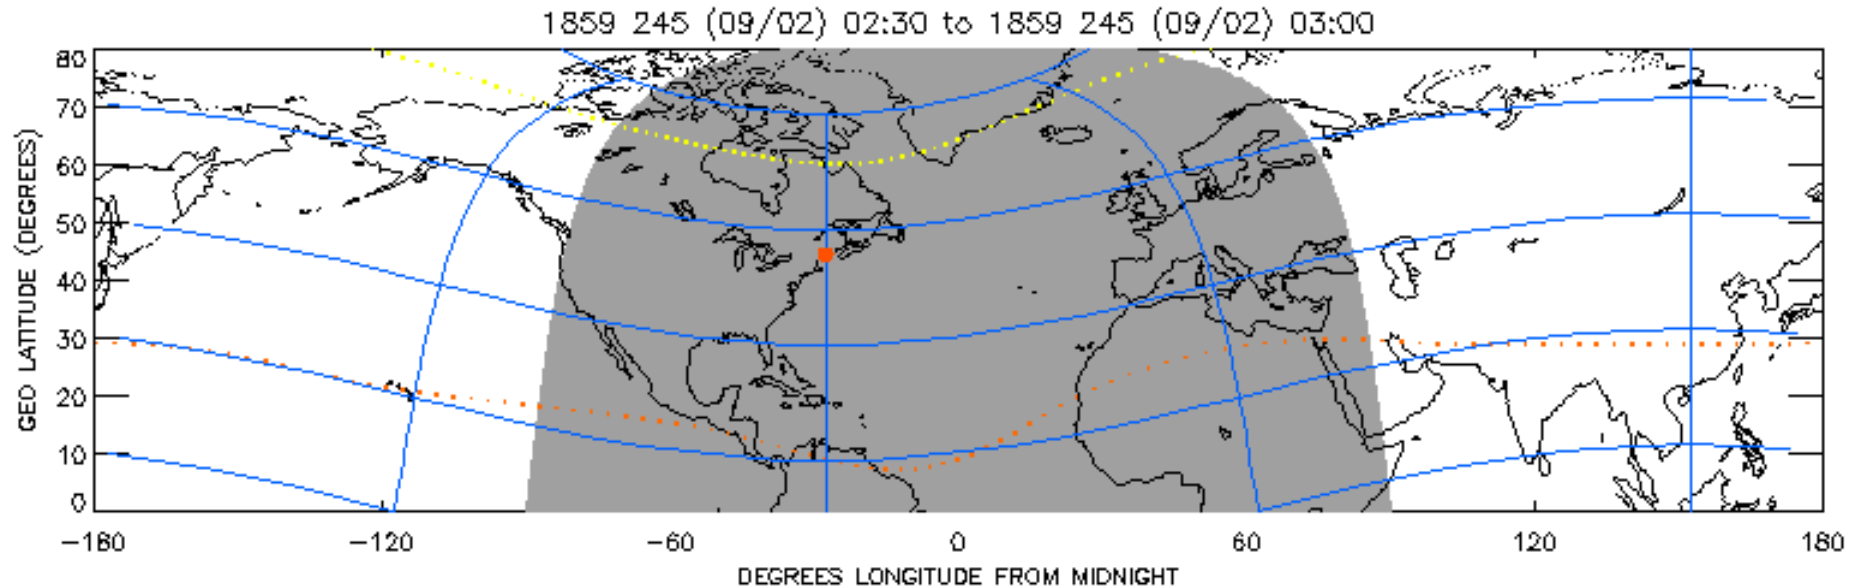 1859 245 (09/02) 02:30 to 1859 245 (09/02) 03:00
GEO LATITUDE (DEGREES)
80
70
60
50
40
30
20
10
0
−180 −120 −60 0 60 120 180
DEGREES LONGITUDE FROM MIDNIGHT